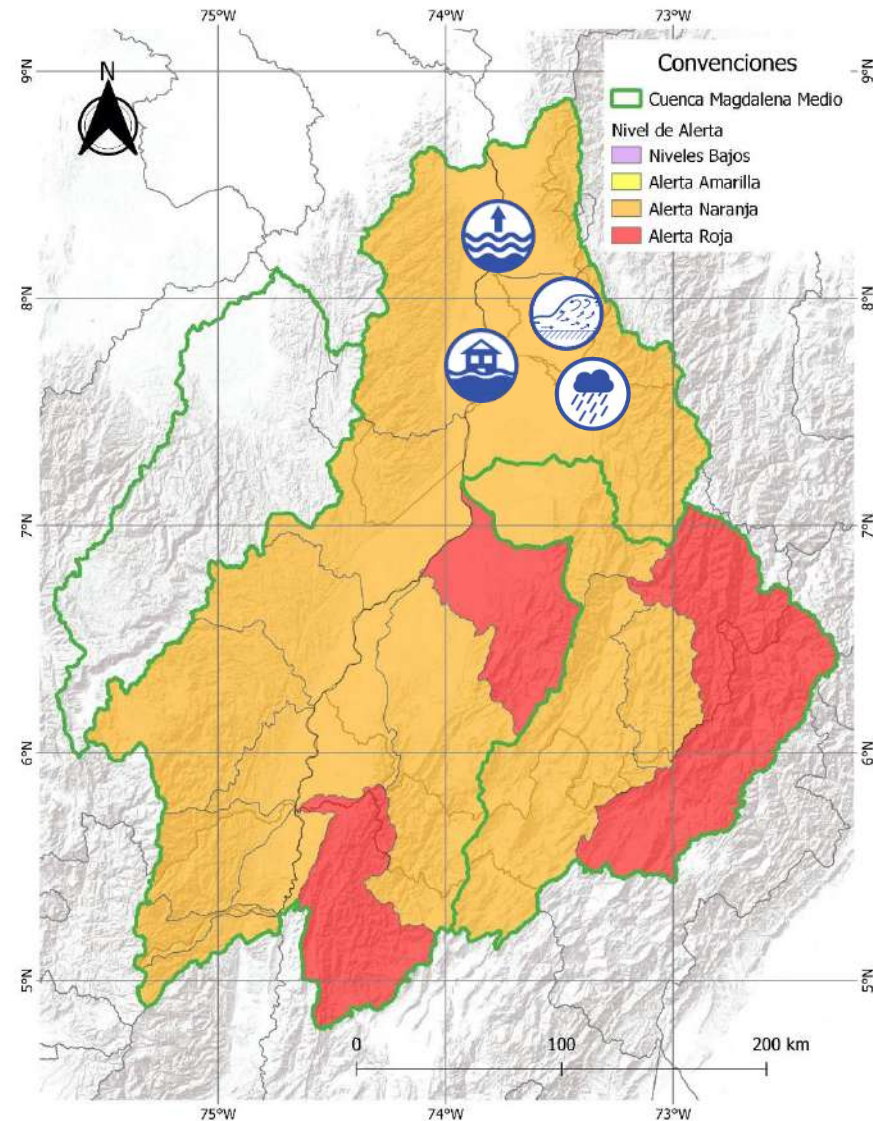 75°W
74°W
73°W
N
9°N
9°N
Convenciones
Cuenca Magdalena Medio
Nivel de Alerta
Niveles Bajos
Alerta Amarilla
Alerta Naranja
Alerta Roja
8°N
8°N
7°N
7°N
6°N
6°N
5°N
5°N
0
100
200 km
75°W
74°W
73°W